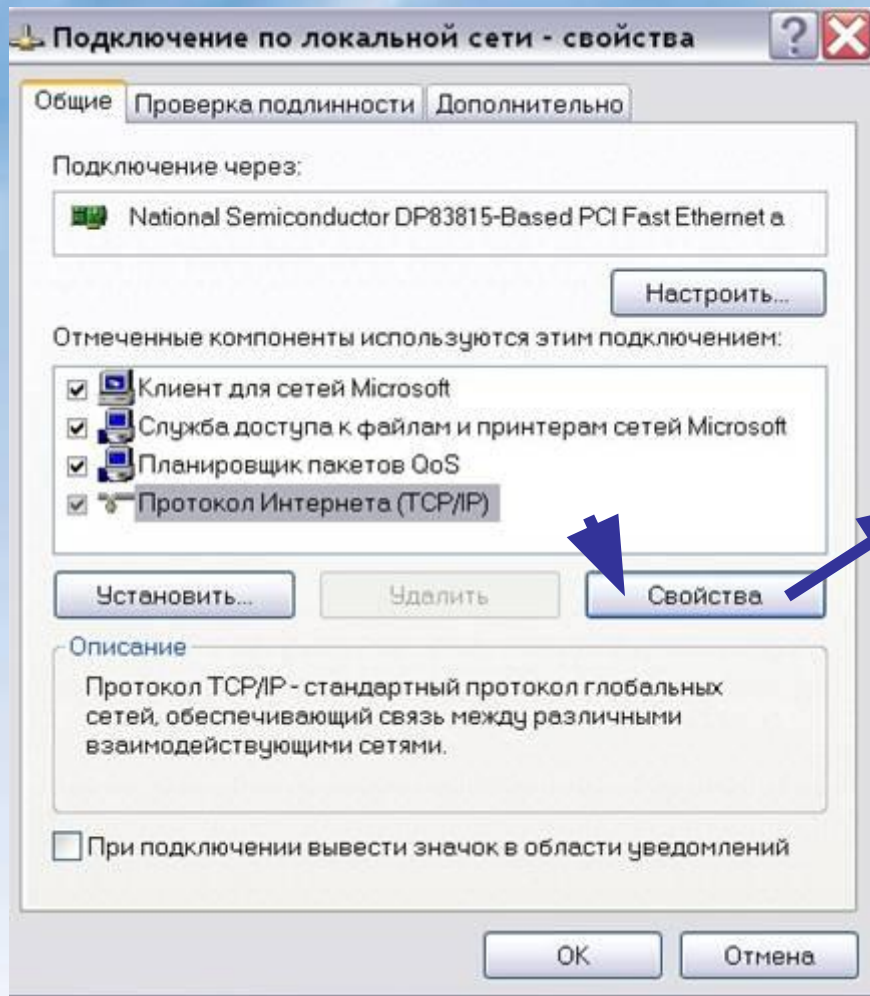 Подключение по локальной сети - свойства
Общие Проверка подлинности Дополнительно
Подключение через:
National Semiconductor DP83815-Based PCI Fast Ethernet a
Настроить...
Отмеченные компоненты используются этим подключением:
Клиент для сетей Microsoft
Служба доступа к файлам и принтерам сетей Microsoft
Планировщик пакетов QoS
Протокол Интернета (TCP/IP)
Установить... Удалить Свойства
Описание
Протокол TCP/IP - стандартный протокол глобальных
сетей, обеспечивающий связь между различными
взаимодействующими сетями.
При подключении вывести значок в области уведомлений
ОК Отмена